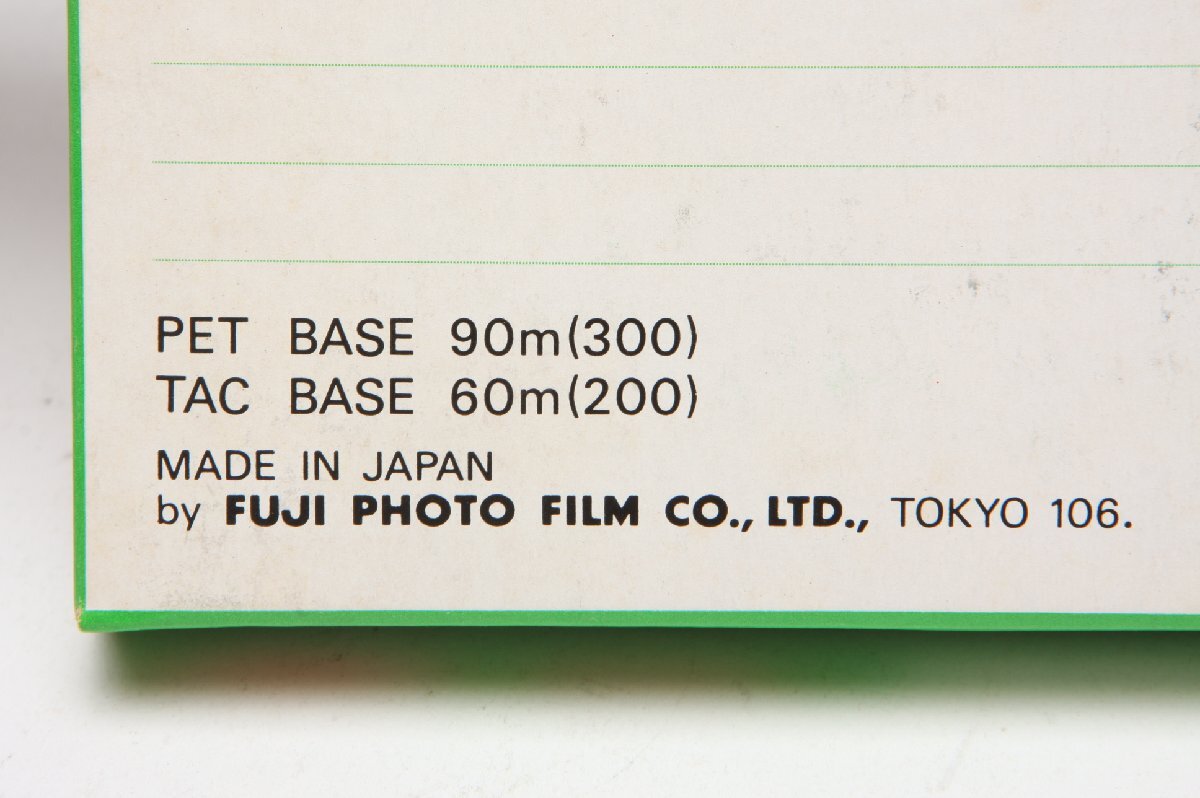 PET BASE 90m(300)
TAC BASE 60m(200)
MADE IN JAPAN
by FUJI PHOTO FILM CO., LTD., TOKYO 106.